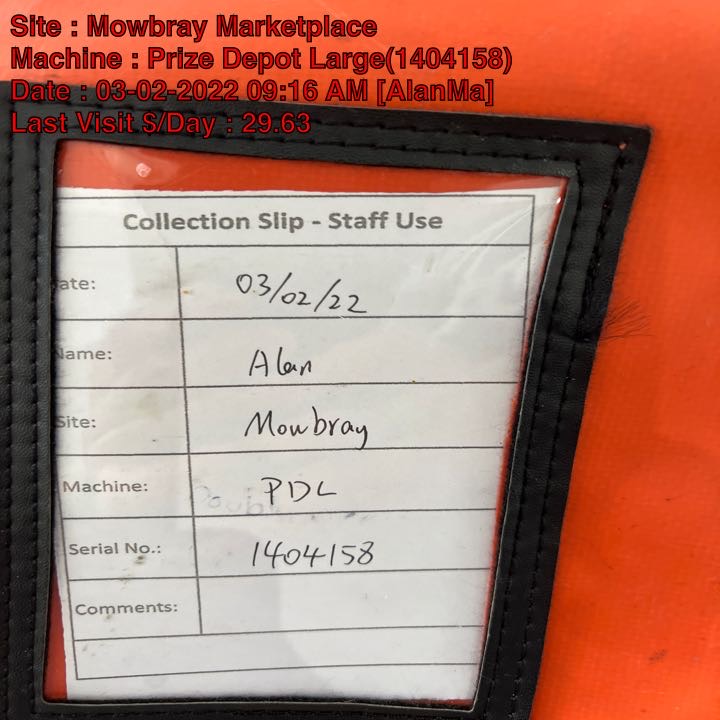 Site : Mowbray Marketplace
Machine : Prize Depot Large(1404158)
Date : 03-02-2022 09:16 AM [AlanMa]
Last Visit $/Day : 29.63
Collection Slip - Staff Use
ate: 03/02/22
Name: Alan
Site: Mowbray
Machine: PDL
Serial No.: 1404158
Comments: